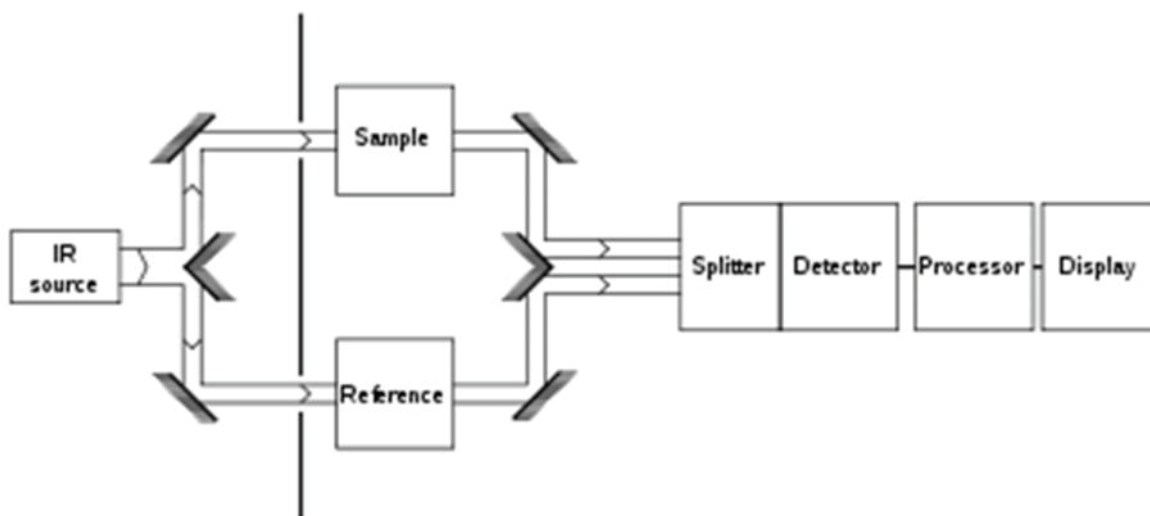 Sample
IR
source
Splitter
Detector
Processor
Display
Reference